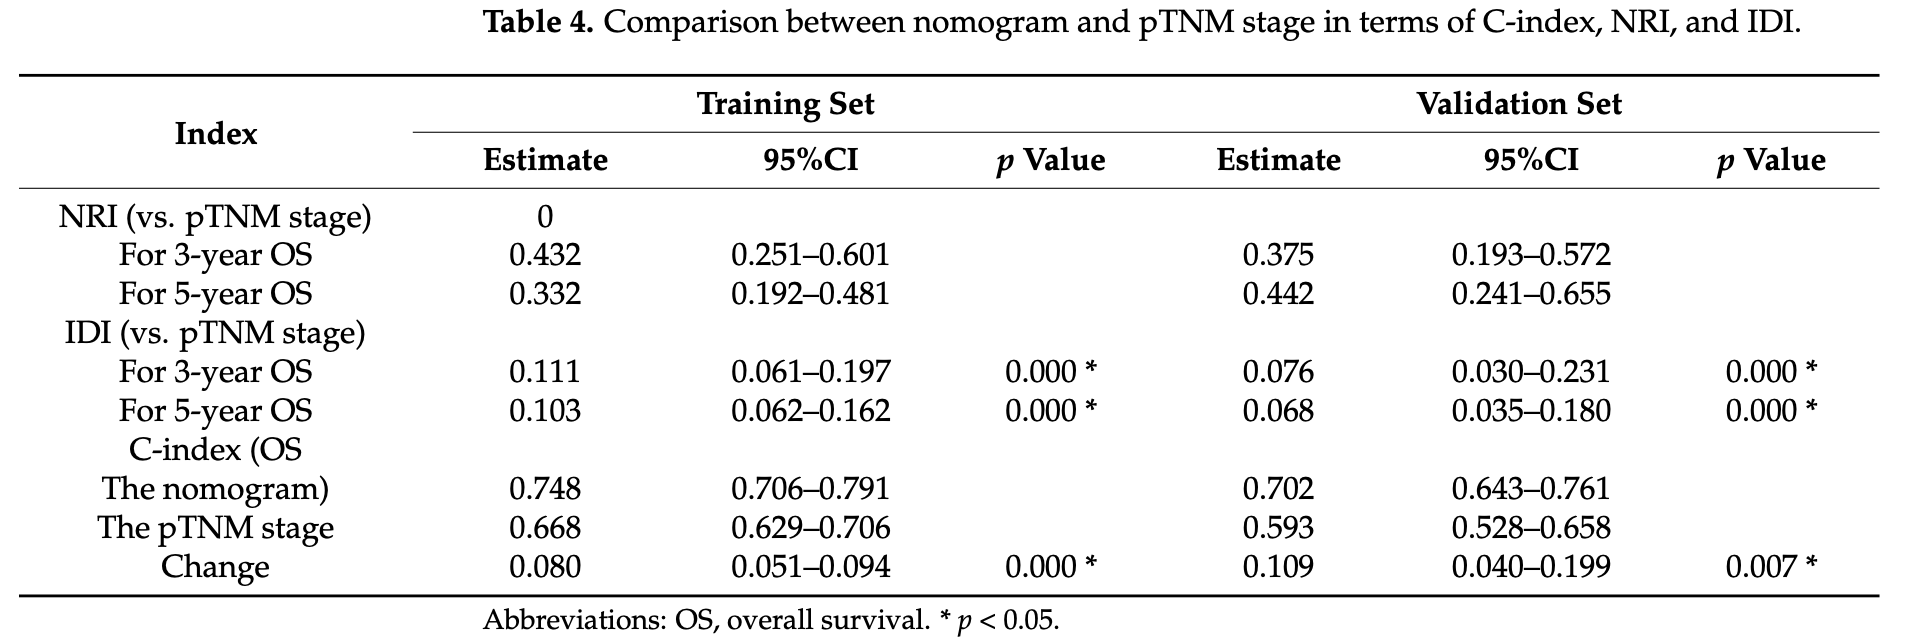 Table 4. Comparison between nomogram and pTNM stage in terms of C-index, NRI, and IDI.
Index Training Set Validation Set
Estimate 95%CI p Value Estimate 95%CI p Value
NRI (vs. pTNM stage) 0
For 3-year OS 0.432 0.251–0.601 0.375 0.193–0.572
For 5-year OS 0.332 0.192–0.481 0.442 0.241–0.655
IDI (vs. pTNM stage)
For 3-year OS 0.111 0.061–0.197 0.000 * 0.076 0.030–0.231 0.000 *
For 5-year OS 0.103 0.062–0.162 0.000 * 0.068 0.035–0.180 0.000 *
C-index (OS
The nomogram) 0.748 0.706–0.791 0.702 0.643–0.761
The pTNM stage 0.668 0.629–0.706 0.593 0.528–0.658
Change 0.080 0.051–0.094 0.000 * 0.109 0.040–0.199 0.007 *
Abbreviations: OS, overall survival. * p < 0.05.